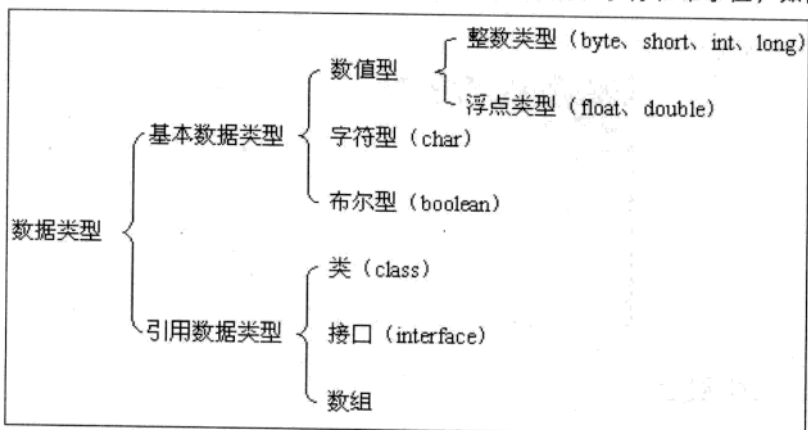 整数类型（byte、short、int、long）
数值型
浮点类型（float、double）
基本数据类型
字符型（char）
布尔型（boolean）
数据类型
类（class）
引用数据类型
接口（interface）
数组